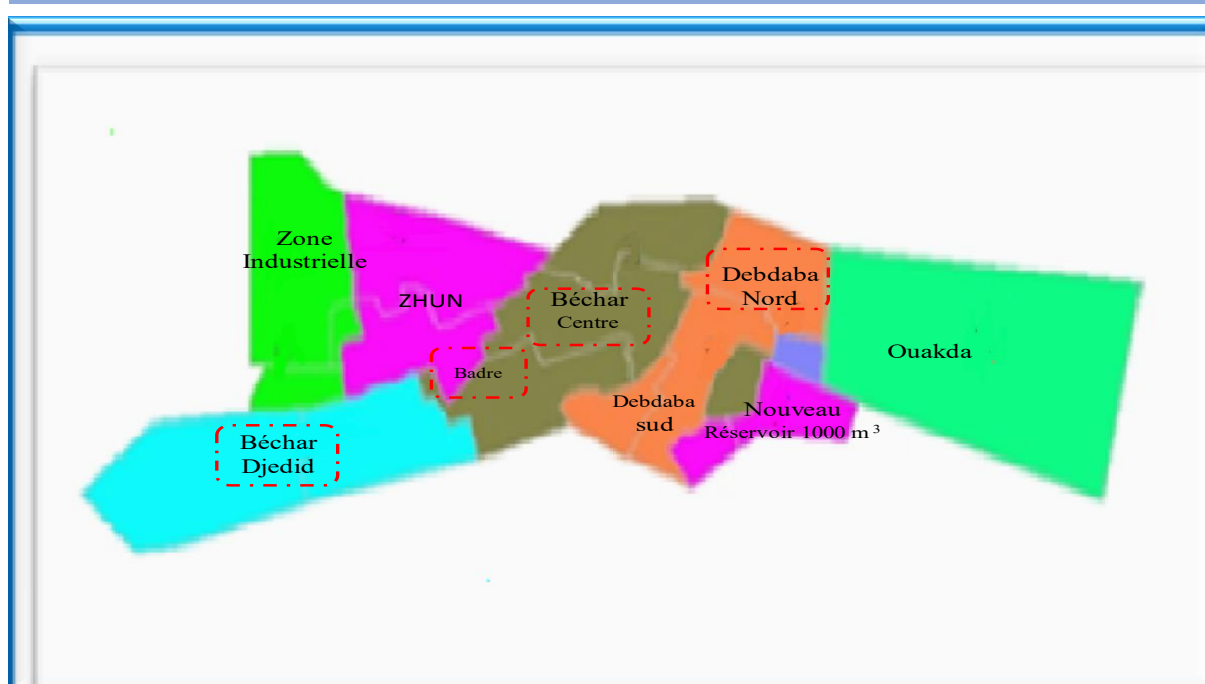 Zone
Industrielle
ZHUN
Béchar
Centre
Debdaba
Nord
Badre
Ouakda
Debdaba
sud
Nouveau
Réservoir 1000 m³
Béchar
Djedid